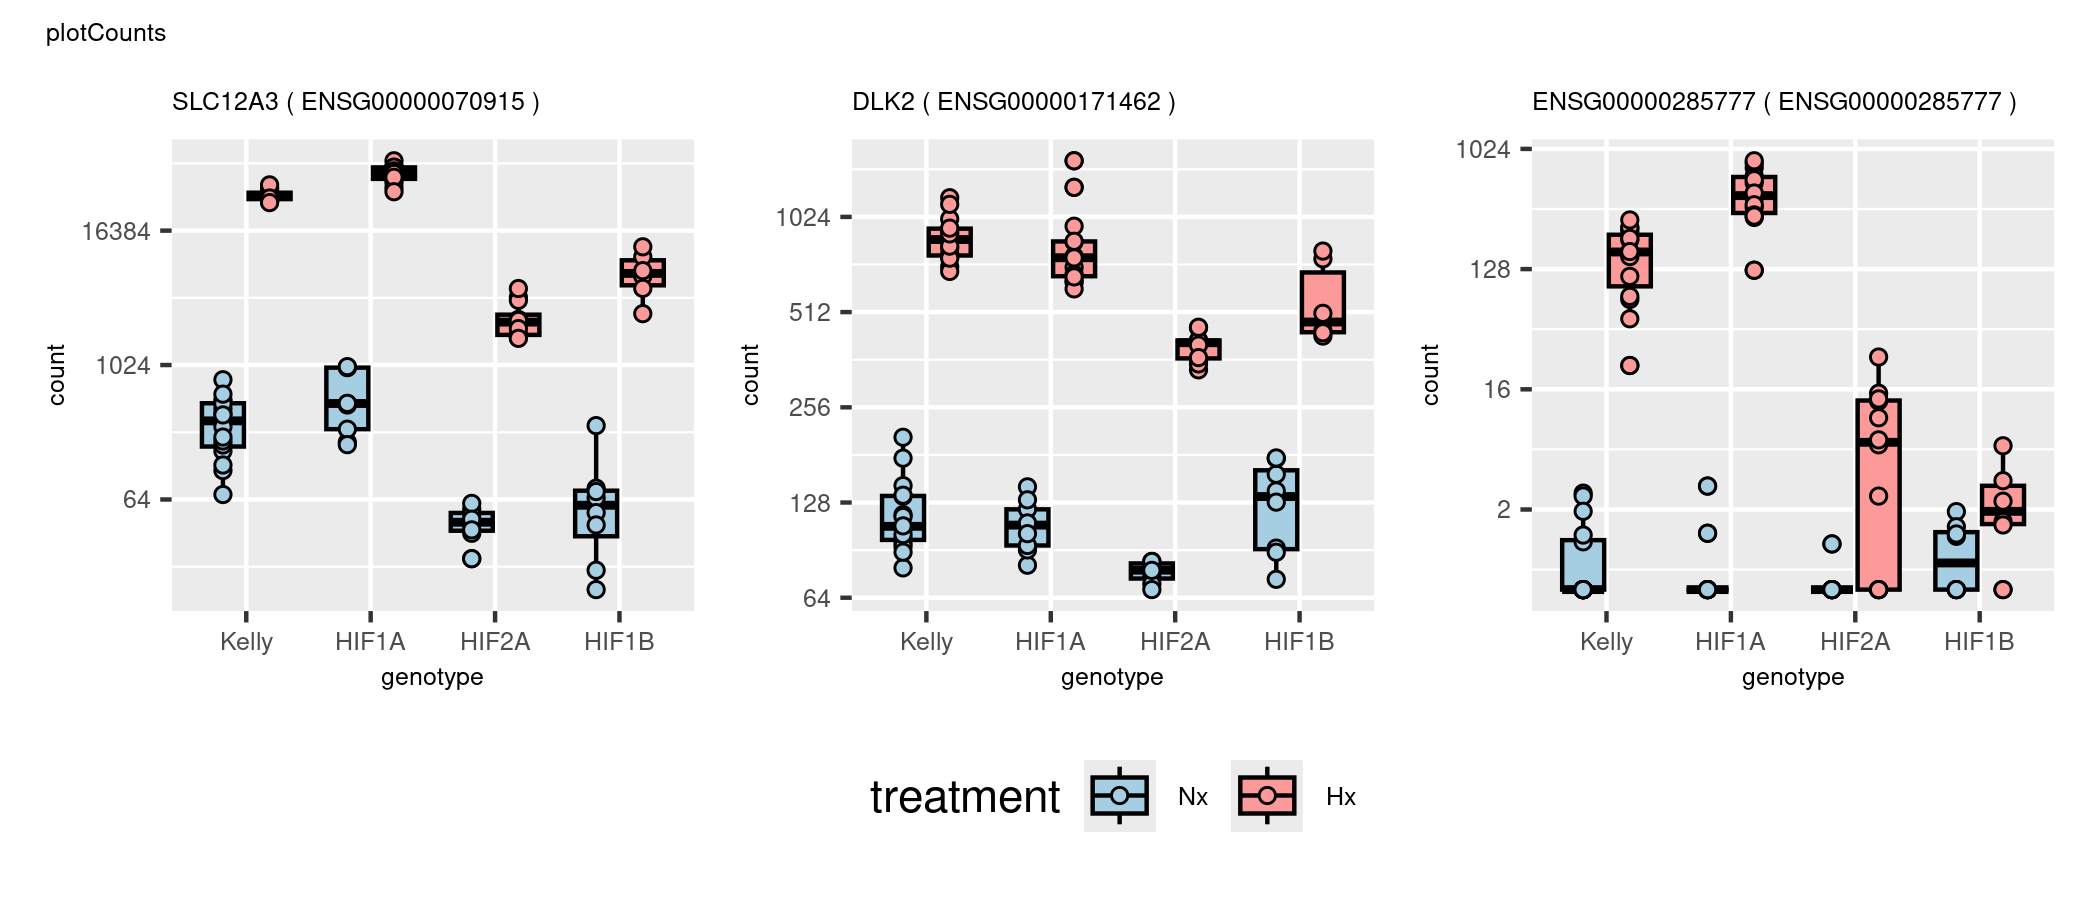 plotCounts
SLC12A3 ( ENSG00000070915 )
16384
1024
64
count
Kelly HIF1A HIF2A HIF1B
genotype
DLK2 ( ENSG00000171462 )
1024
512
256
128
64
count
Kelly HIF1A HIF2A HIF1B
genotype
ENSG00000285777 ( ENSG00000285777 )
1024
128
16
2
count
Kelly HIF1A HIF2A HIF1B
genotype
treatment Nx Hx